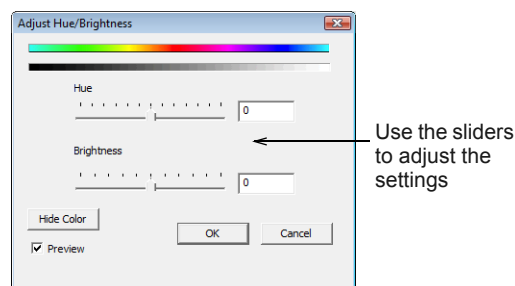 Adjust Hue/Brightness
Hue
0
Use the sliders
to adjust the
settings
Brightness
0
Hide Color
OK
Cancel
Preview